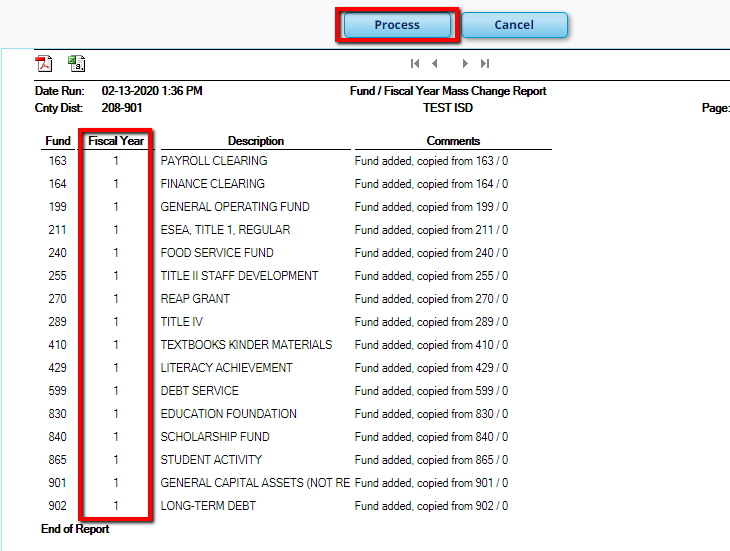 Process Cancel
Date Run: 02-13-2020 1:36 PM Fund / Fiscal Year Mass Change Report
Cnty Dist: 208-901 TEST ISD Page:
Fund Fiscal Year Description Comments
163 1 PAYROLL CLEARING Fund added, copied from 163 / 0
164 1 FINANCE CLEARING Fund added, copied from 164 / 0
199 1 GENERAL OPERATING FUND Fund added, copied from 199 / 0
211 1 ESEA, TITLE 1, REGULAR Fund added, copied from 211 / 0
240 1 FOOD SERVICE FUND Fund added, copied from 240 / 0
255 1 TITLE II STAFF DEVELOPMENT Fund added, copied from 255 / 0
270 1 REAP GRANT Fund added, copied from 270 / 0
289 1 TITLE IV Fund added, copied from 289 / 0
410 1 TEXTBOOKS KINDER MATERIALS Fund added, copied from 410 / 0
429 1 LITERACY ACHIEVEMENT Fund added, copied from 429 / 0
599 1 DEBT SERVICE Fund added, copied from 599 / 0
830 1 EDUCATION FOUNDATION Fund added, copied from 830 / 0
840 1 SCHOLARSHIP FUND Fund added, copied from 840 / 0
865 1 STUDENT ACTIVITY Fund added, copied from 865 / 0
901 1 GENERAL CAPITAL ASSETS (NOT RE Fund added, copied from 901 / 0
902 1 LONG-TERM DEBT Fund added, copied from 902 / 0
End of Report